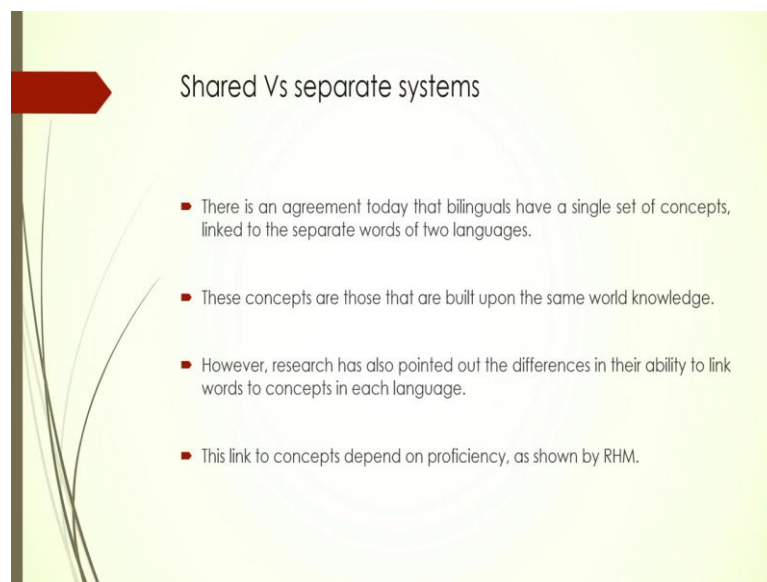 Shared Vs separate systems
There is an agreement today that bilinguals have a single set of concepts,
linked to the separate words of two languages.
These concepts are those that are built upon the same world knowledge.
However, research has also pointed out the differences in their ability to link
words to concepts in each language.
This link to concepts depend on proficiency, as shown by RHM.